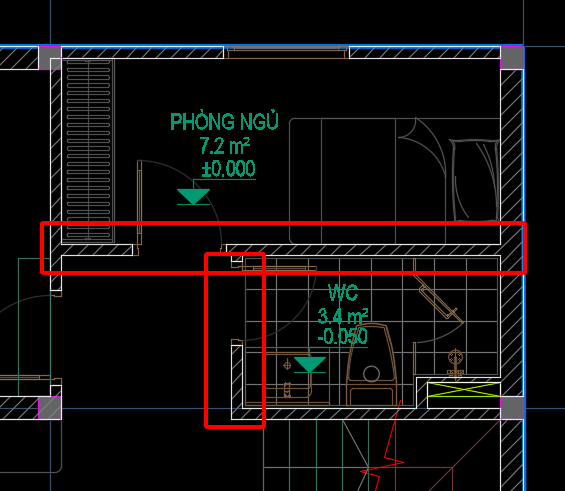 PHÒNG NGỦ
7.2 m²
±0.000
WC
3.4 m²
-0.050